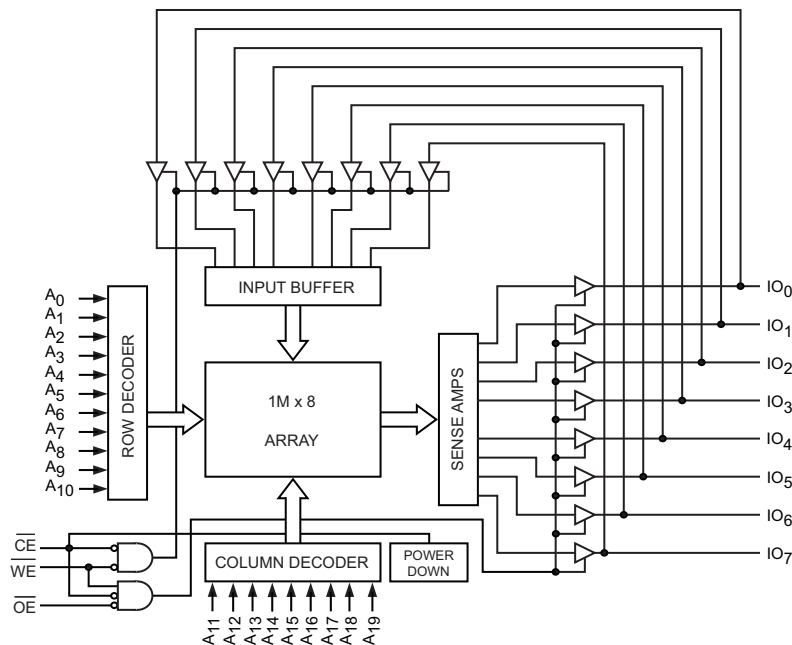 INPUT BUFFER
A0
A1
A2
A3
A4
A5
A6
A7
A8
A9
A10
ROW DECODER
1M x 8
ARRAY
SENSE AMPS
IO0
IO1
IO2
IO3
IO4
IO5
IO6
IO7
CE
WE
OE
COLUMN DECODER
POWER
DOWN
A11
A12
A13
A14
A15
A16
A17
A18
A19